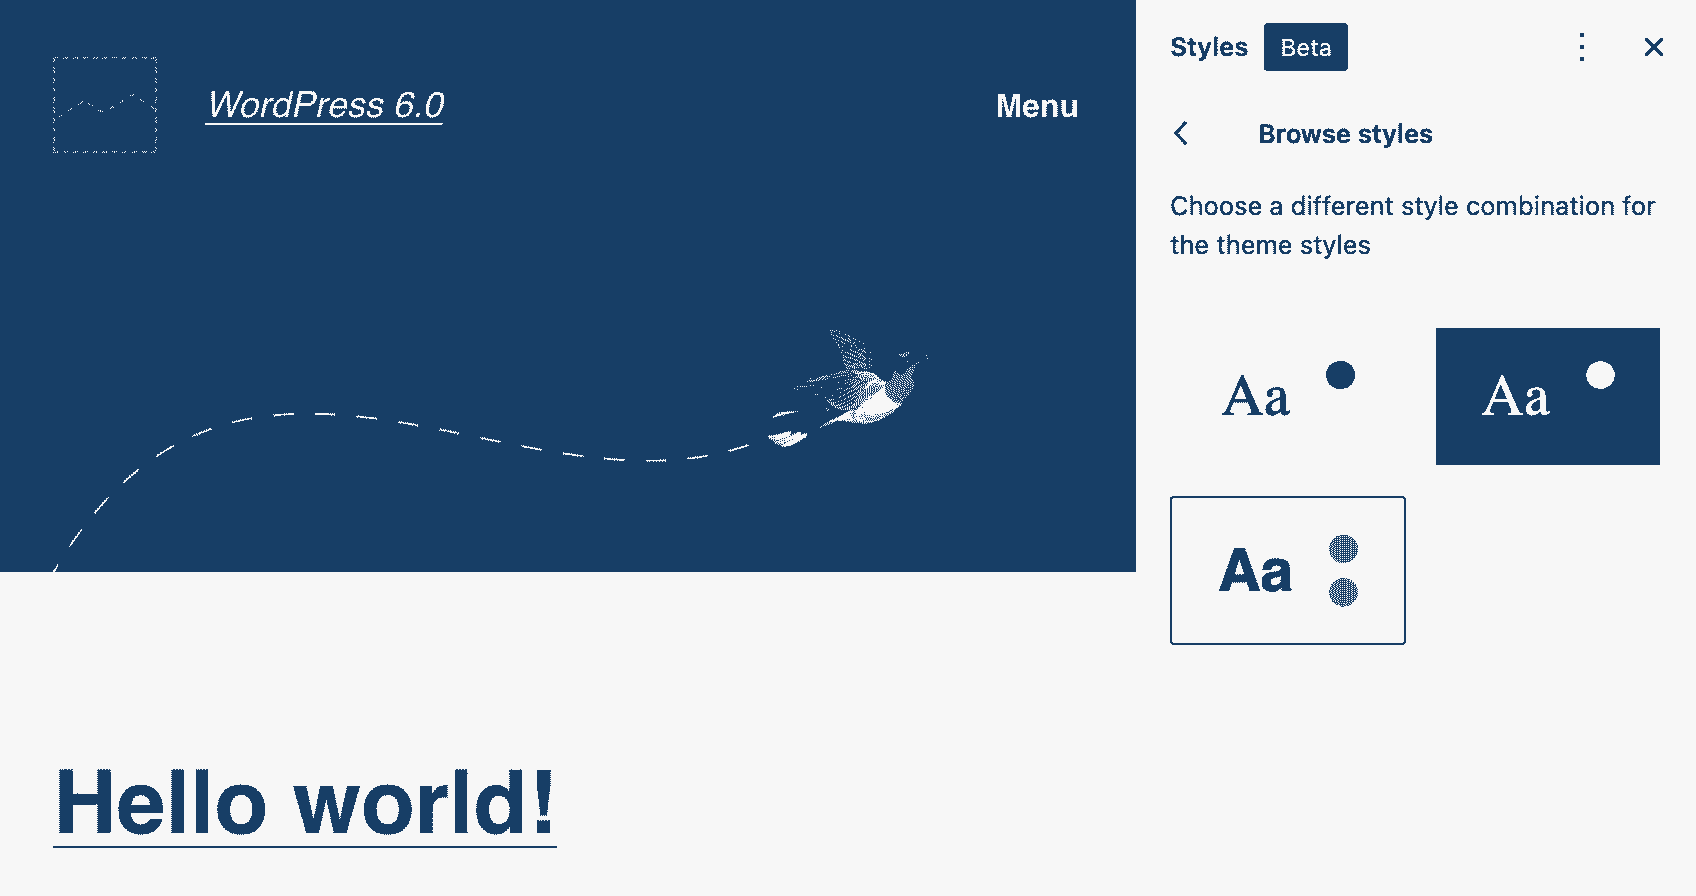 WordPress 6.0
Menu
Hello world!
Styles Beta
Browse styles
Choose a different style combination for
the theme styles
Aa
Aa
Aa